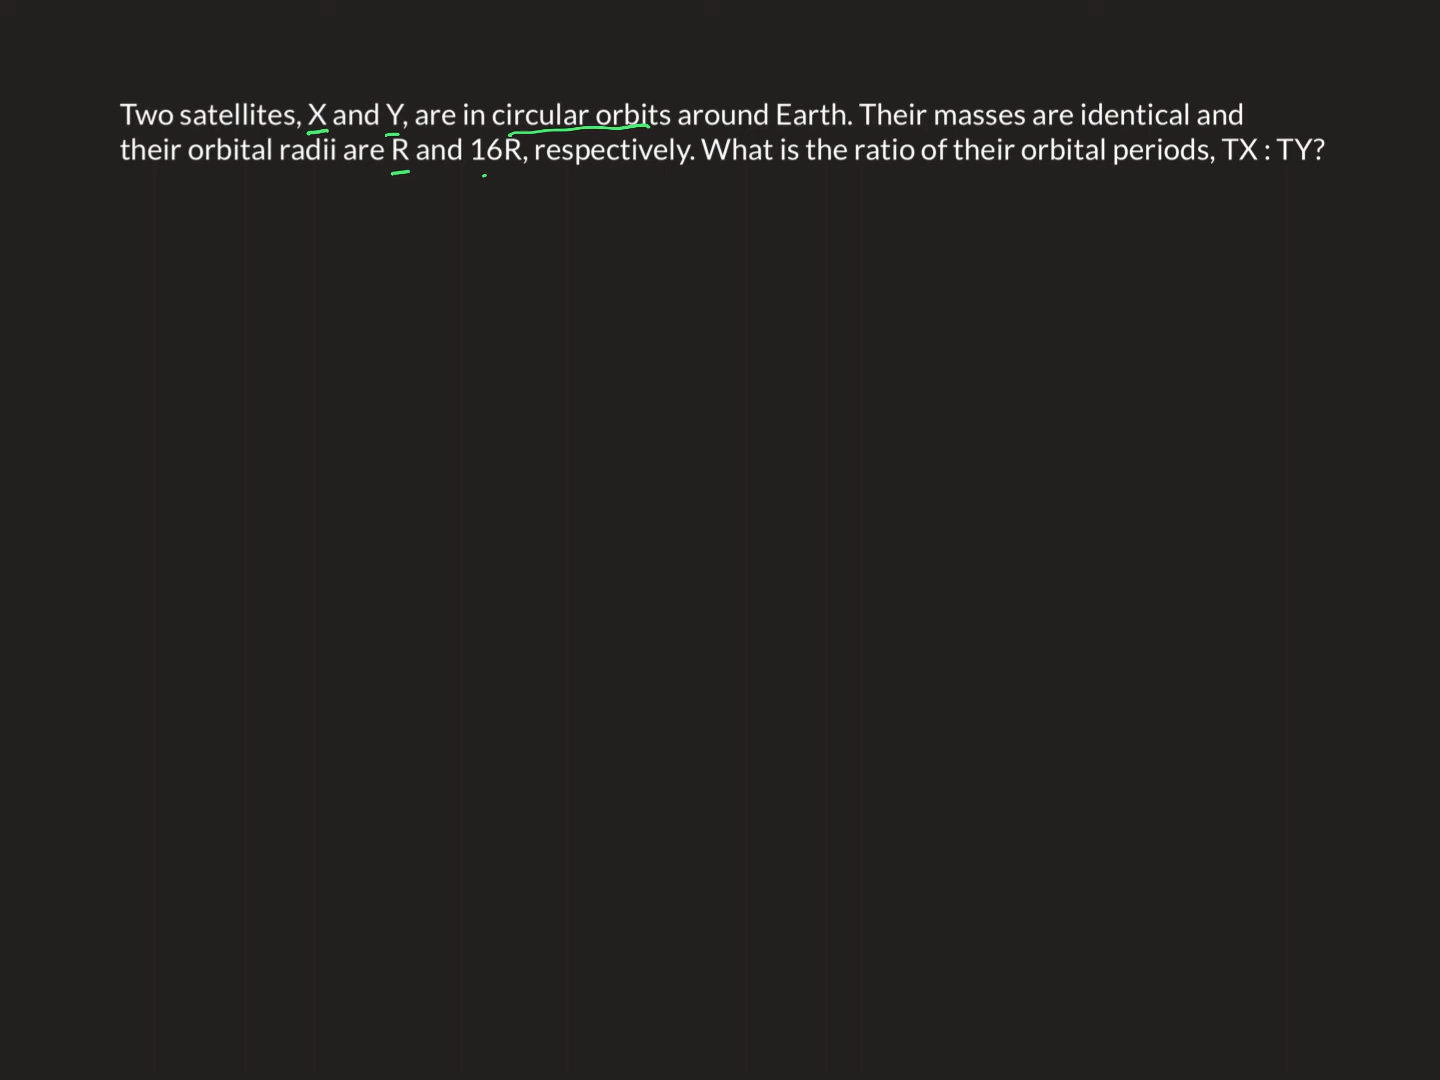 Two satellites, X and Y, are in circular orbits around Earth. Their masses are identical and
their orbital radii are R and 16R, respectively. What is the ratio of their orbital periods, TX : TY?